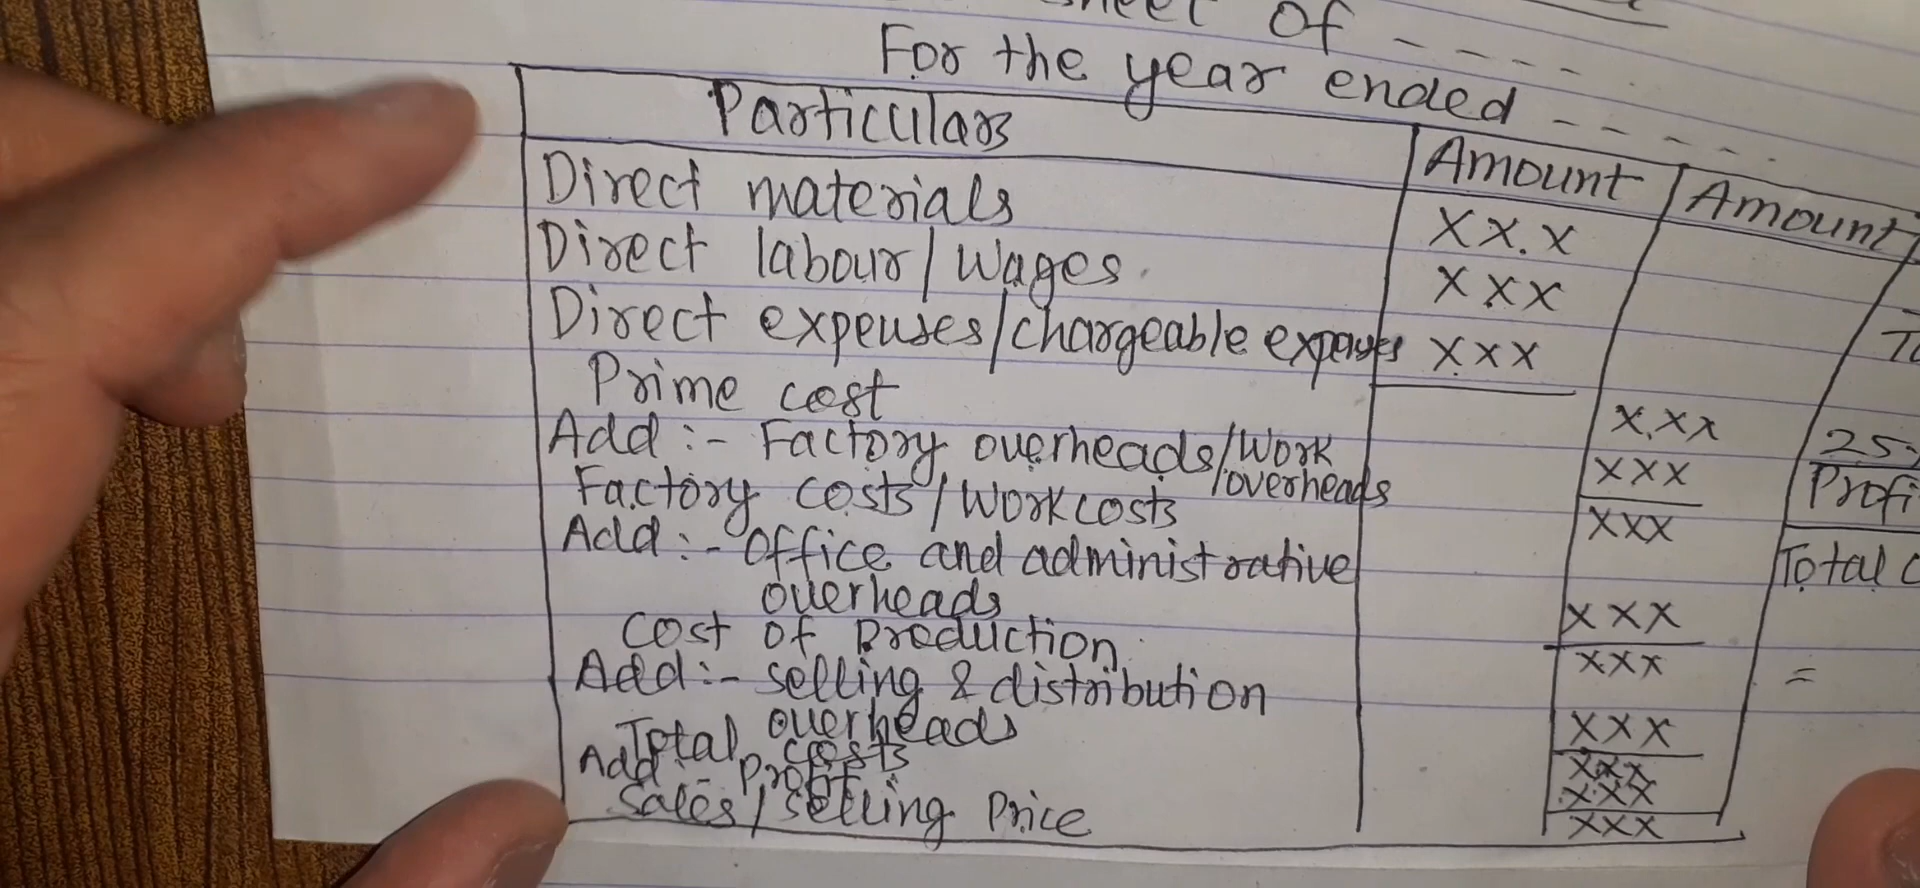 sheet of ----
For the year ended -----
Particulars Amount Amount
Direct materials XX.X
Direct labour/Wages. XXX
Direct expenses/chargeable expenses XXX
Prime cost X.XX
Add :- Factory overheads/Work overheads XXX
Factory costs/Work costs XXX
Add :- Office and administrative
overheads XXX
Cost of Production. XXX
Add :- selling & distribution
overheads XXX
Total costs XXX
Add :- Profit XXX
Sales/selling Price XXX
25
Profi
Total
=